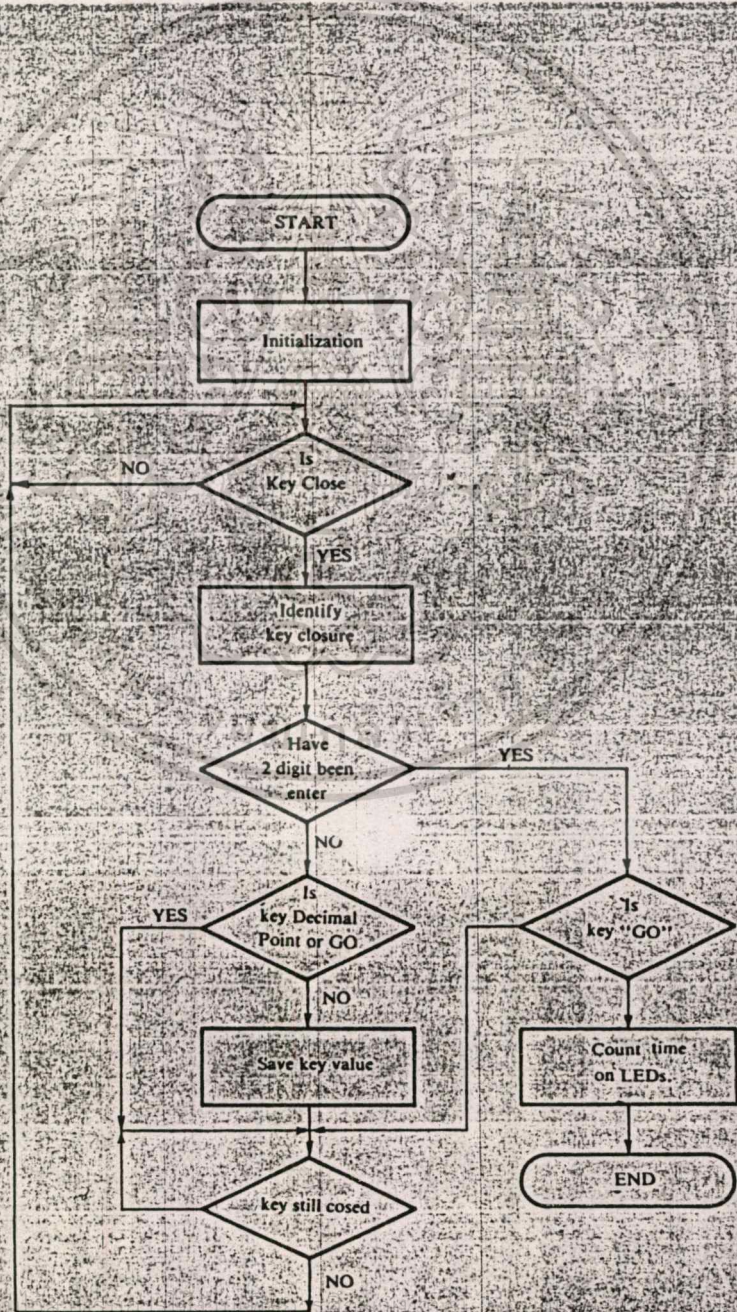 START
Initialization
NO
Is
Key Close
YES
Identify
key closure
Have
2 digit been
enter
YES
NO
Is
key Decimal
Point or GO
YES
Is
key "GO"
NO
Save key value
Count time
on LEDs.
key still cosed
END
NO